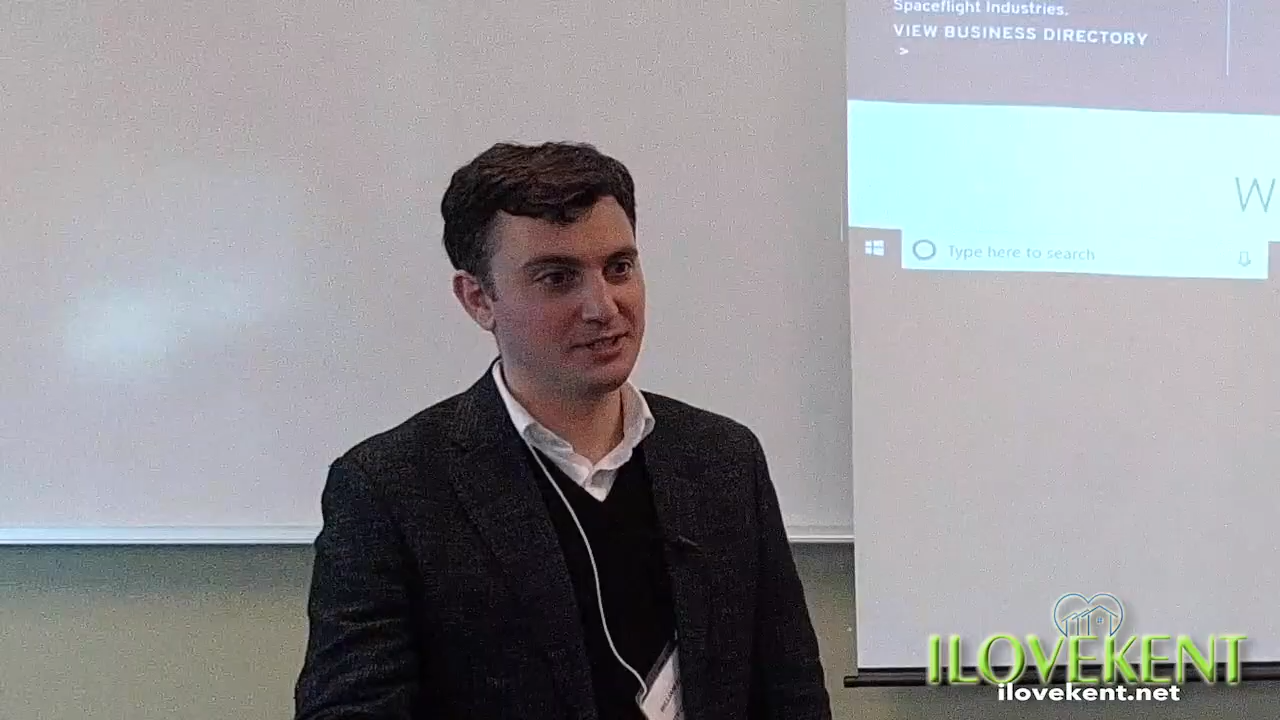 Spaceflight Industries.
VIEW BUSINESS DIRECTORY
>
W
Type here to search
ILOVEKENT
ilovekent.net